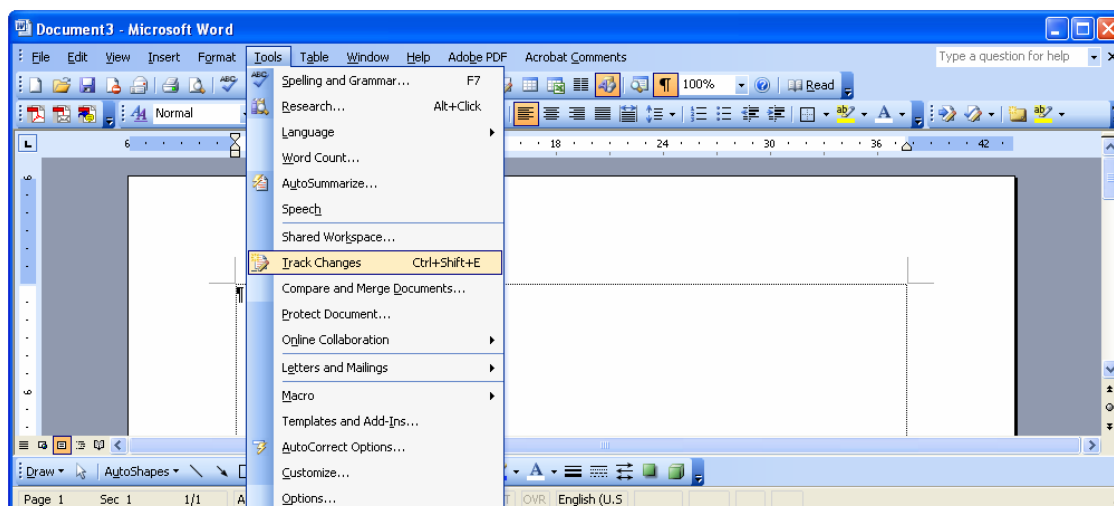 Document3 - Microsoft Word
File Edit View Insert Format Tools Table Window Help Adobe PDF Acrobat Comments Type a question for help
100% Read
Normal
Spelling and Grammar... F7
Research... Alt+Click
Language
Word Count...
AutoSummarize...
Speech
Shared Workspace...
Track Changes Ctrl+Shift+E
Compare and Merge Documents...
Protect Document...
Online Collaboration
Letters and Mailings
Macro
Templates and Add-Ins...
AutoCorrect Options...
Customize...
Options...
6 18 24 30 36 42
¶
Draw AutoShapes
Page 1 Sec 1 1/1 A OVR English (U.S